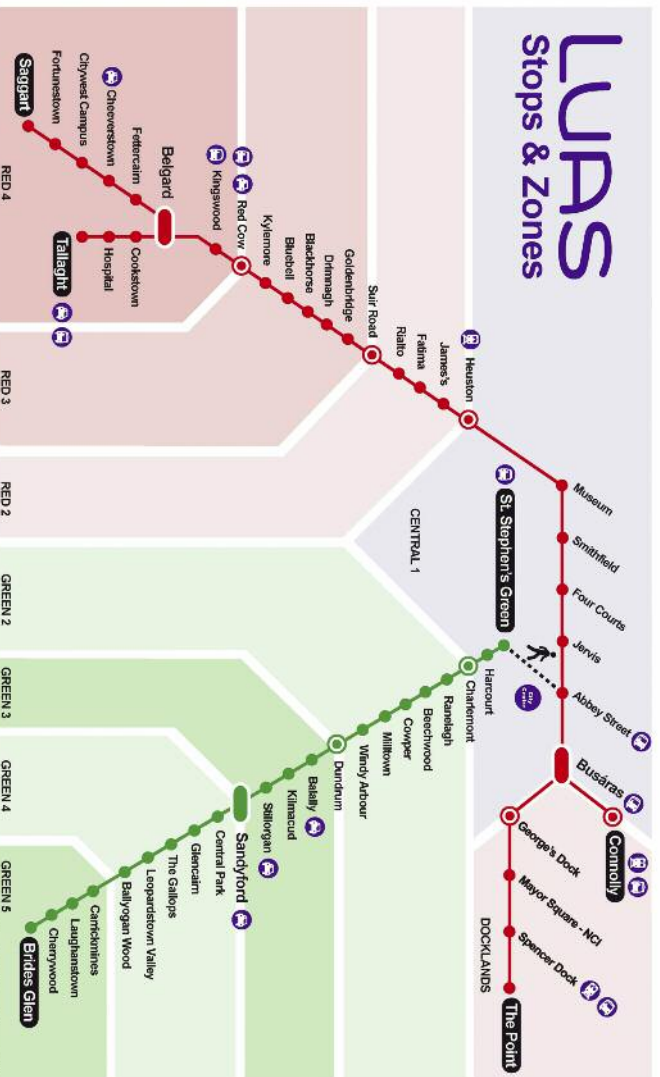 LUAS
Stops & Zones
Saggart
Fortunestown
Citywest Campus
Cheeverstown
Fettercairn
Belgard
Tallaght
Hospital
Cookstown
Kingswood
Red Cow
Kylemore
Bluebell
Blackhorse
Drimnagh
Goldenbridge
Suir Road
Rialto
Fatima
James's
Heuston
Museum
Smithfield
Four Courts
Jervis
Abbey Street
Busáras
Connolly
George's Dock
Mayor Square - NCI
Spencer Dock
The Point
DOCKLANDS
CENTRAL 1
St. Stephen's Green
Harcourt
Charlemont
Ranelagh
Beechwood
Cowper
Milltown
Windy Arbour
Dundrum
Balally
Kilmacud
Stillorgan
Sandyford
Central Park
Glencairn
The Gallops
Leopardstown Valley
Ballyogan Wood
Carrickmines
Laughanstown
Cherrywood
Brides Glen
RED 4
RED 3
RED 2
GREEN 2
GREEN 3
GREEN 4
GREEN 5